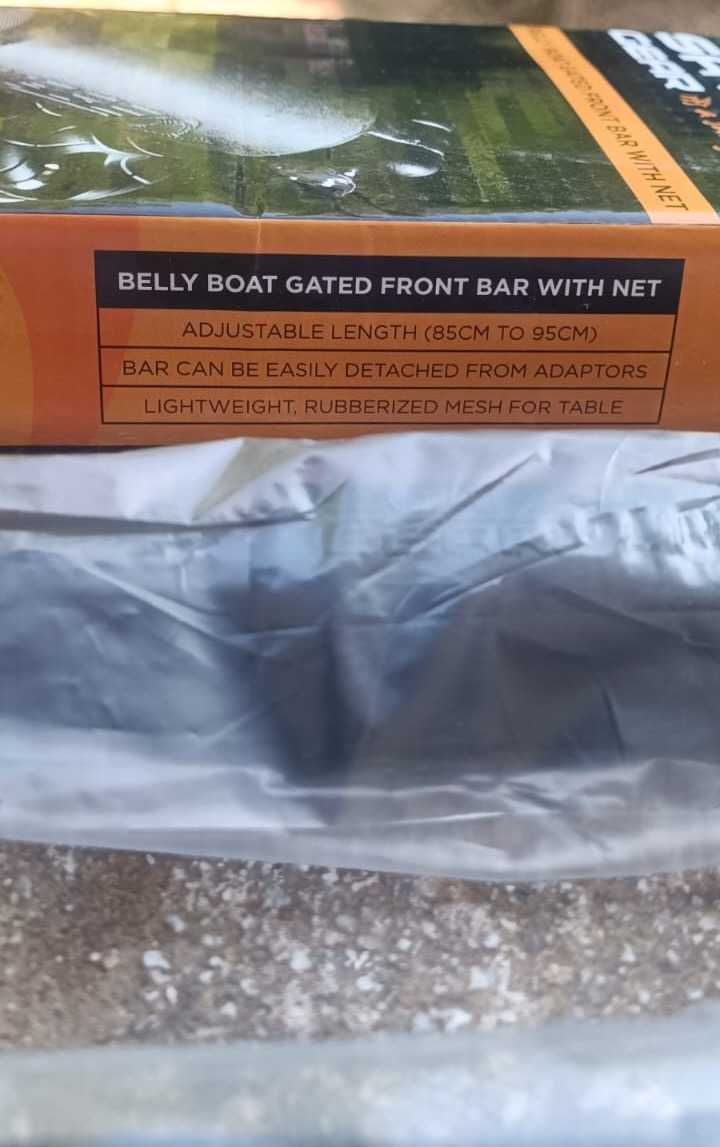 GEAR
FRONT BAR WITH NET
BELLY BOAT GATED FRONT BAR WITH NET
ADJUSTABLE LENGTH (85CM TO 95CM)
BAR CAN BE EASILY DETACHED FROM ADAPTORS
LIGHTWEIGHT, RUBBERIZED MESH FOR TABLE